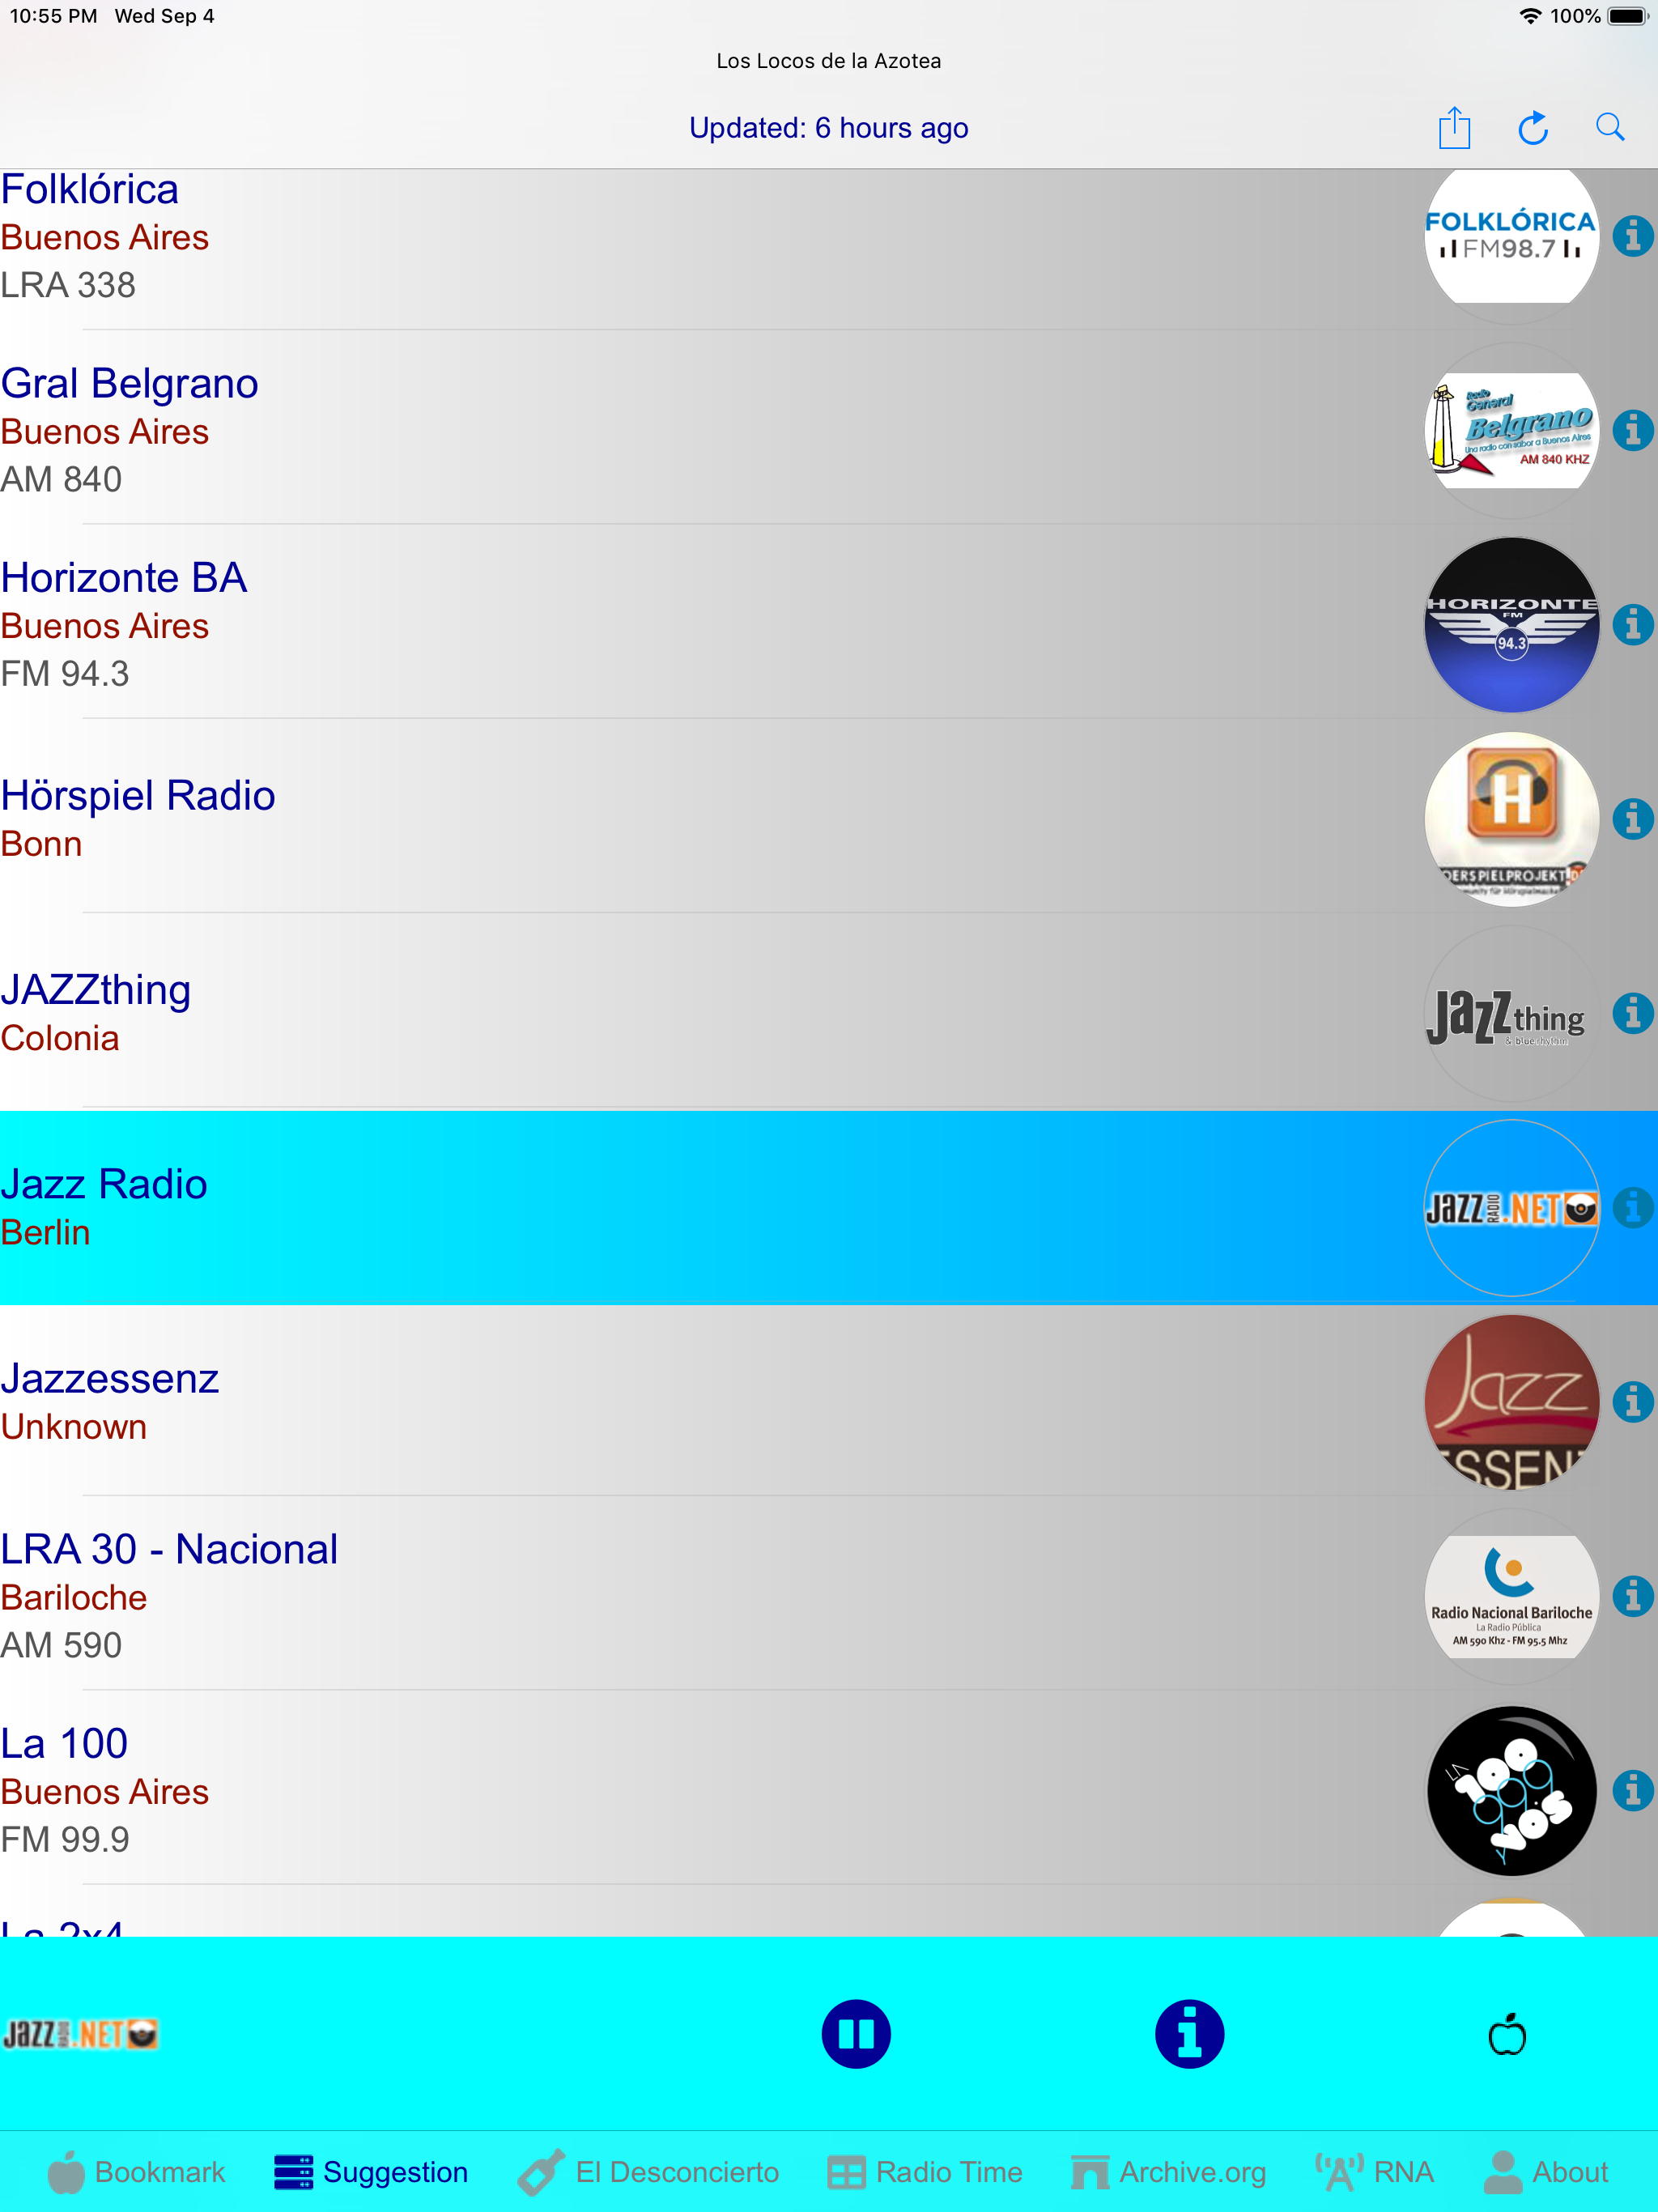 10:55 PM Wed Sep 4
100%
Los Locos de la Azotea
Updated: 6 hours ago
Folklórica
Buenos Aires
LRA 338
FOLKLÓRICA
FM98.7
Gral Belgrano
Buenos Aires
AM 840
Radio
General
Belgrano
Una radio con sabor a Buenos Aires
AM 840 KHZ
Horizonte BA
Buenos Aires
FM 94.3
HORIZONTE
FM
94.3
Hörspiel Radio
Bonn
H
OERSPIELPROJEKT
JAZZthing
Colonia
Jazz thing
& blue rhythm
Jazz Radio
Berlin
JAZZ RADIO .NET
Jazzessenz
Unknown
Jazz
ESSEN
LRA 30 - Nacional
Bariloche
AM 590
Radio Nacional Bariloche
La Radio Pública
AM 590 Khz - FM 95.5 Mhz
La 100
Buenos Aires
FM 99.9
LA
100
999
Y VOS
La 2x4
JAZZ RADIO .NET
Bookmark
Suggestion
El Desconcierto
Radio Time
Archive.org
RNA
About